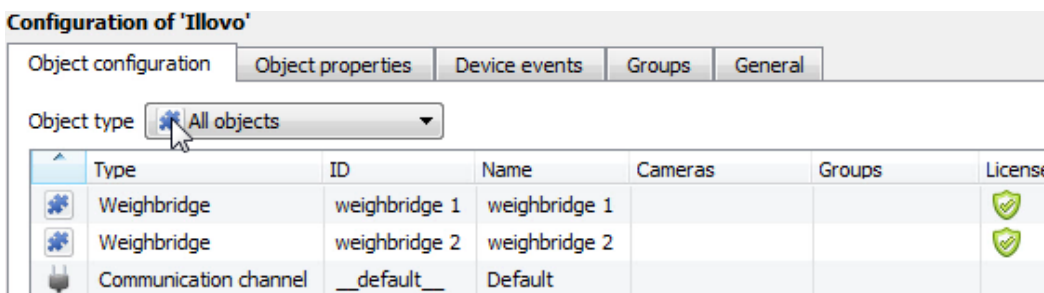 Configuration of 'Illovo'
Object configuration Object properties Device events Groups General
Object type All objects
Type ID Name Cameras Groups License
Weighbridge weighbridge 1 weighbridge 1
Weighbridge weighbridge 2 weighbridge 2
Communication channel __default__ Default